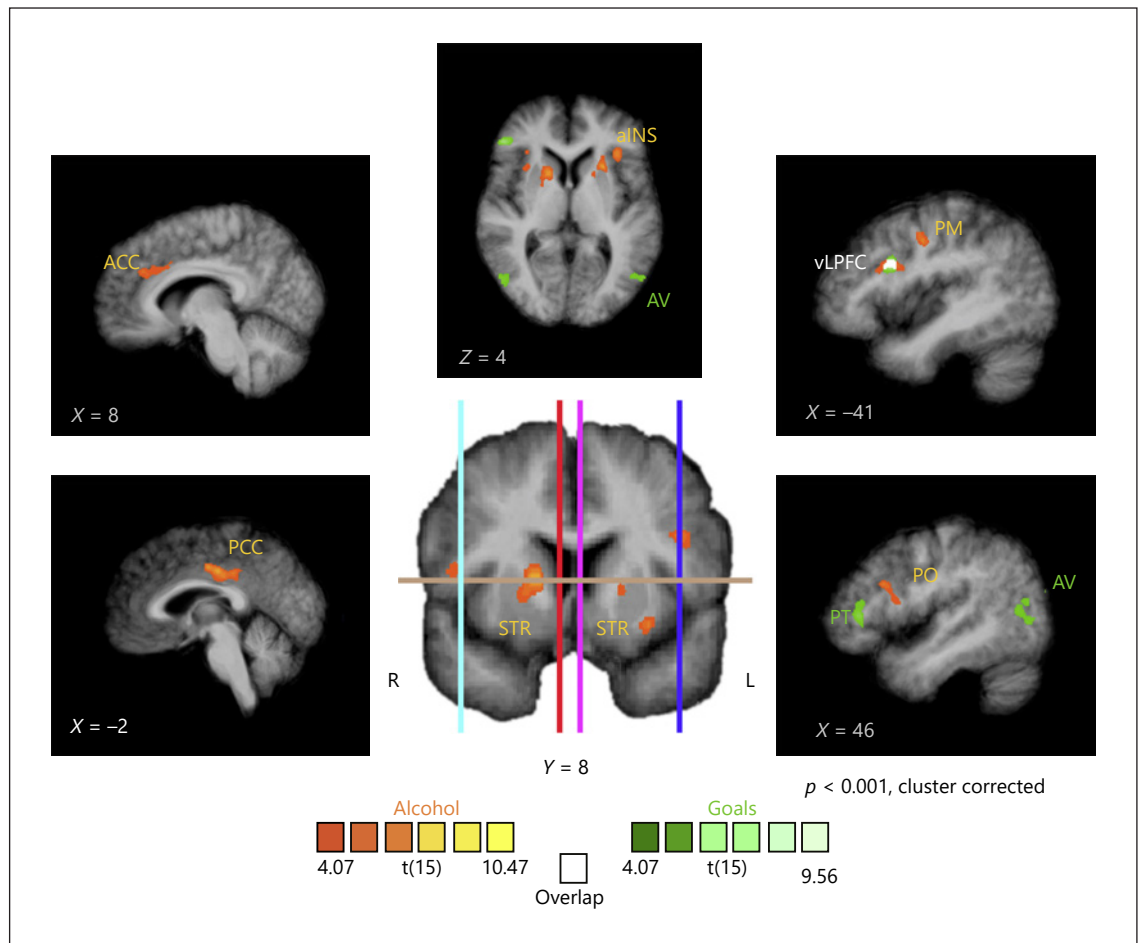 aINS
AV
Z = 4
ACC
X = 8
PM
vLPFC
X = –41
PCC
X = –2
STR
STR
R
L
Y = 8
PO
AV
PT
X = 46
p < 0.001, cluster corrected
Alcohol
4.07
t(15)
10.47
Overlap
Goals
4.07
t(15)
9.56